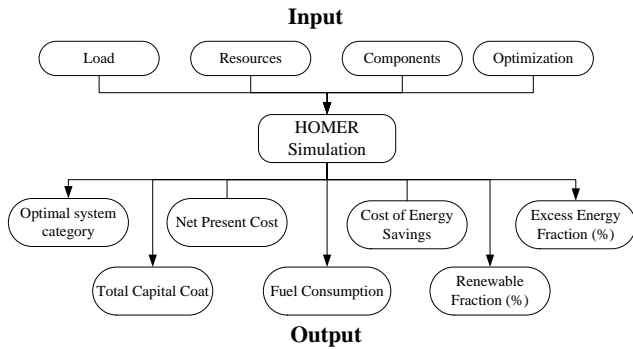 Input
Load
Resources
Components
Optimization
HOMER
Simulation
Optimal system
category
Net Present Cost
Cost of Energy
Savings
Excess Energy
Fraction (%)
Total Capital Coat
Fuel Consumption
Renewable
Fraction (%)
Output